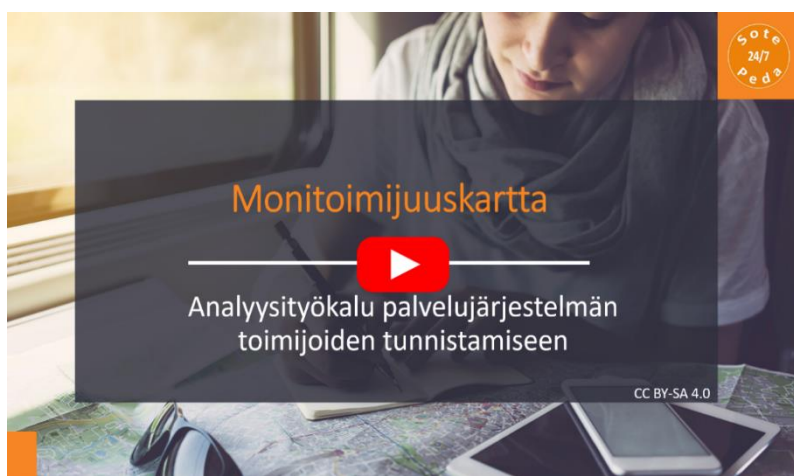 Sote
24/7
Peda
Monitoimijuuskartta
Analyysityökalu palvelujärjestelmän
toimijoiden tunnistamiseen
CC BY-SA 4.0